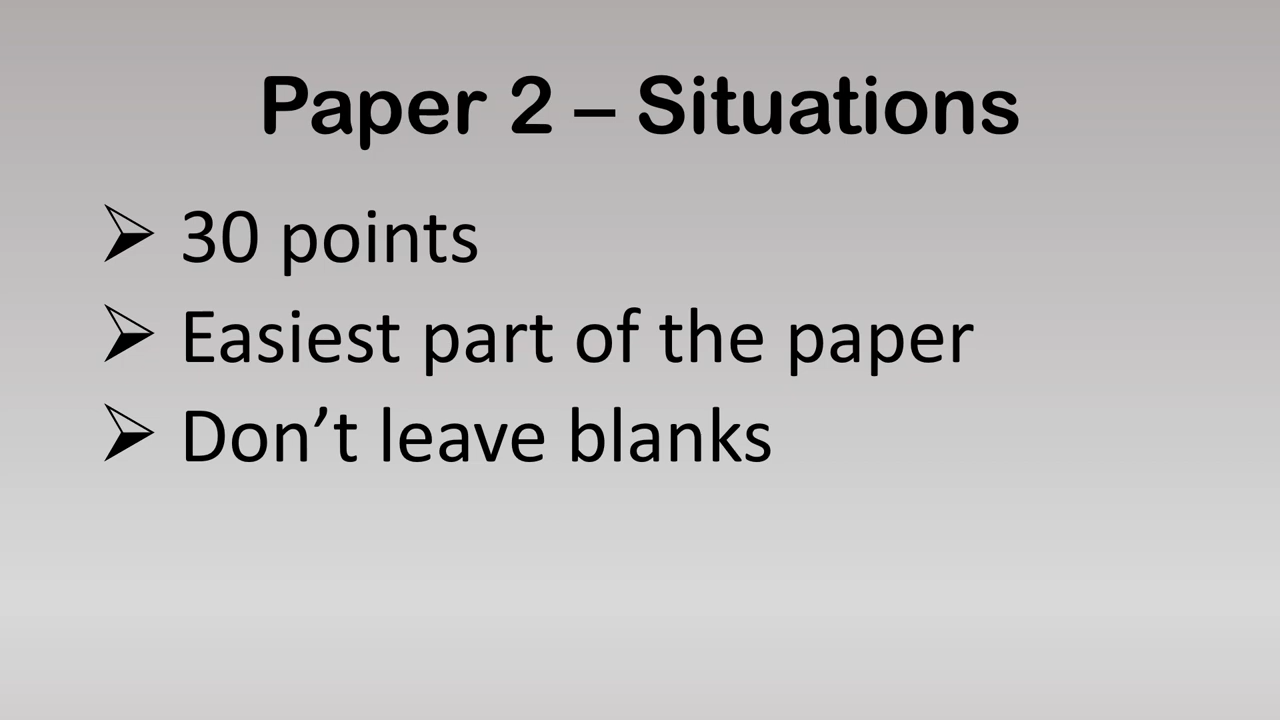 Paper 2 – Situations
➢ 30 points
➢ Easiest part of the paper
➢ Don’t leave blanks